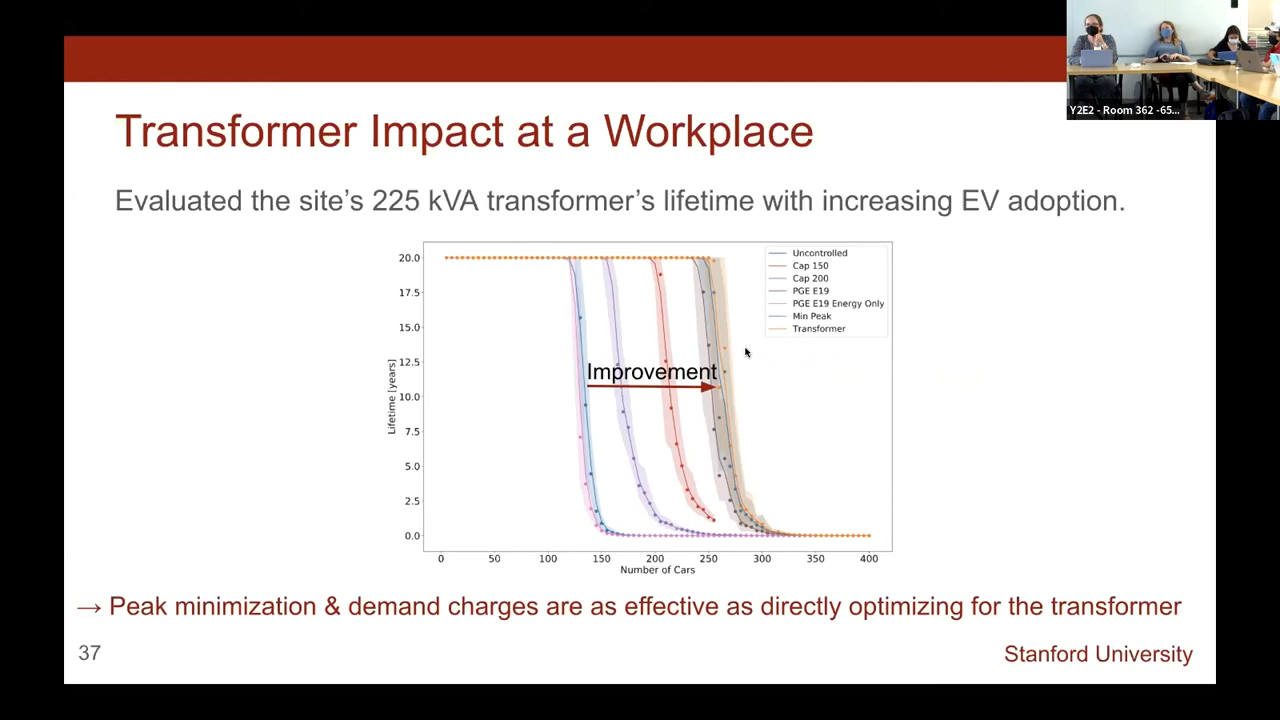 Y2E2 - Room 362 -65...
Transformer Impact at a Workplace
Evaluated the site's 225 kVA transformer's lifetime with increasing EV adoption.
20.0
17.5
15.0
12.5
10.0
7.5
5.0
2.5
0.0
Lifetime [years]
Uncontrolled
Cap 150
Cap 200
PGE E19
PGE E19 Energy Only
Min Peak
Transformer
Improvement
0 50 100 150 200 250 300 350 400
Number of Cars
→ Peak minimization & demand charges are as effective as directly optimizing for the transformer
37
Stanford University